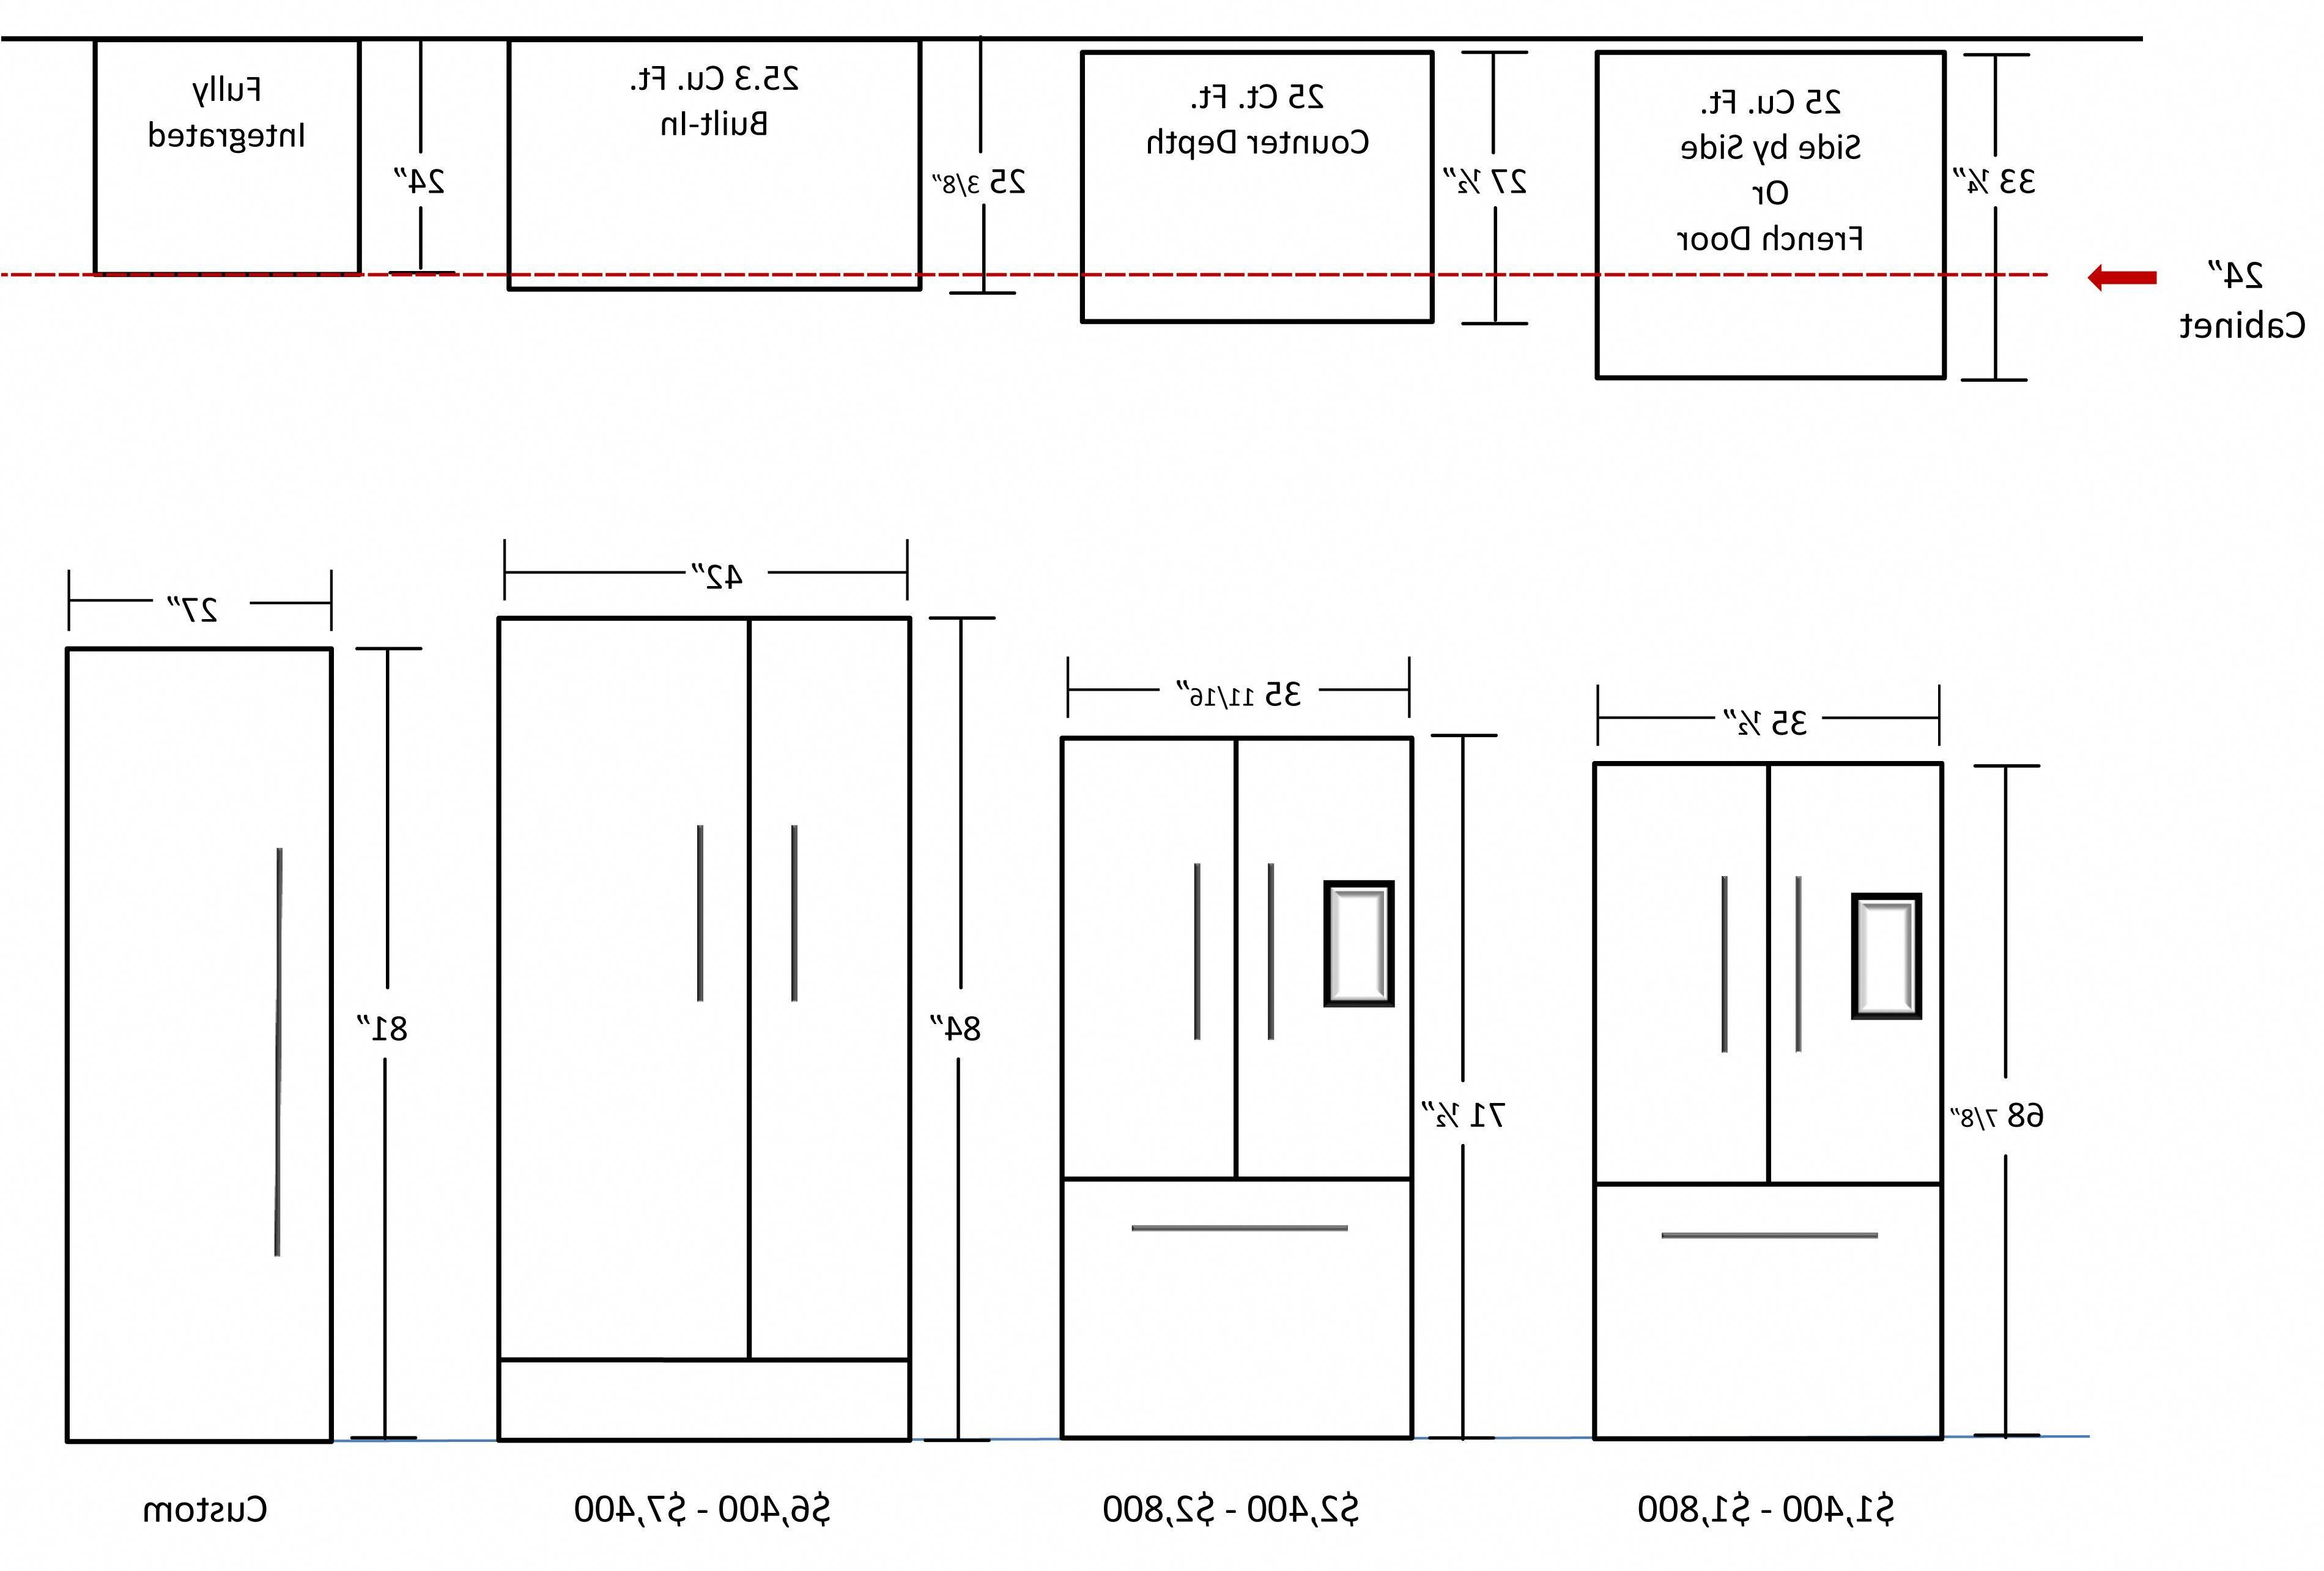 25 Cu. Ft.
Side by Side
Or
French Door
33 ¼”
25 Ct. Ft.
Counter Depth
27 ½”
25.3 Cu. Ft.
Built-In
25 3/8”
Fully
Integrated
24”
24”
Cabinet
35 ½”
68 7/8”
35 11/16”
71 ½”
42”
84”
27”
81”
$1,400 - $1,800
$2,400 - $2,800
$6,400 - $7,400
Custom